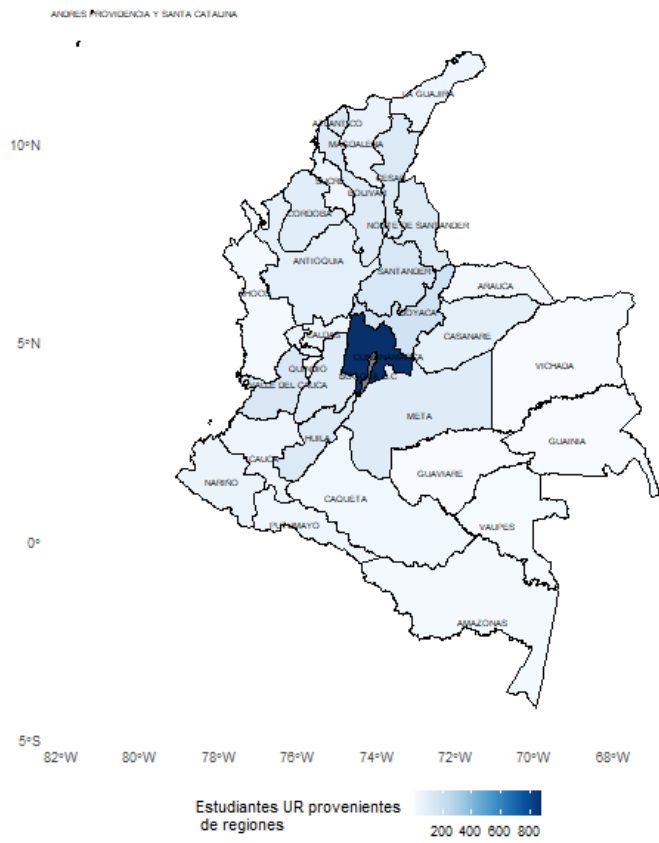 ANDRES PROVIDENCIA Y SANTA CATALINA
LA GUAJIRA
ATLANTICO
10°N
MAGDALENA
CESAR
SUCRE
BOLIVAR
CORDOBA
NORTE DE SANTANDER
ANTIOQUIA
SANTANDER
ARAUCA
CHOCO
BOYACA
5°N
CALDAS
CASANARE
CUNDINAMARCA
VICHADA
QUINDIO
D.C
VALLE DEL CAUCA
META
HUILA
GUAINIA
CAUCA
GUAVIARE
NARIÑO
CAQUETA
PUTUMAYO
VAUPES
0°
AMAZONAS
5°S
82°W 80°W 78°W 76°W 74°W 72°W 70°W 68°W
Estudiantes UR provenientes
de regiones
200 400 600 800